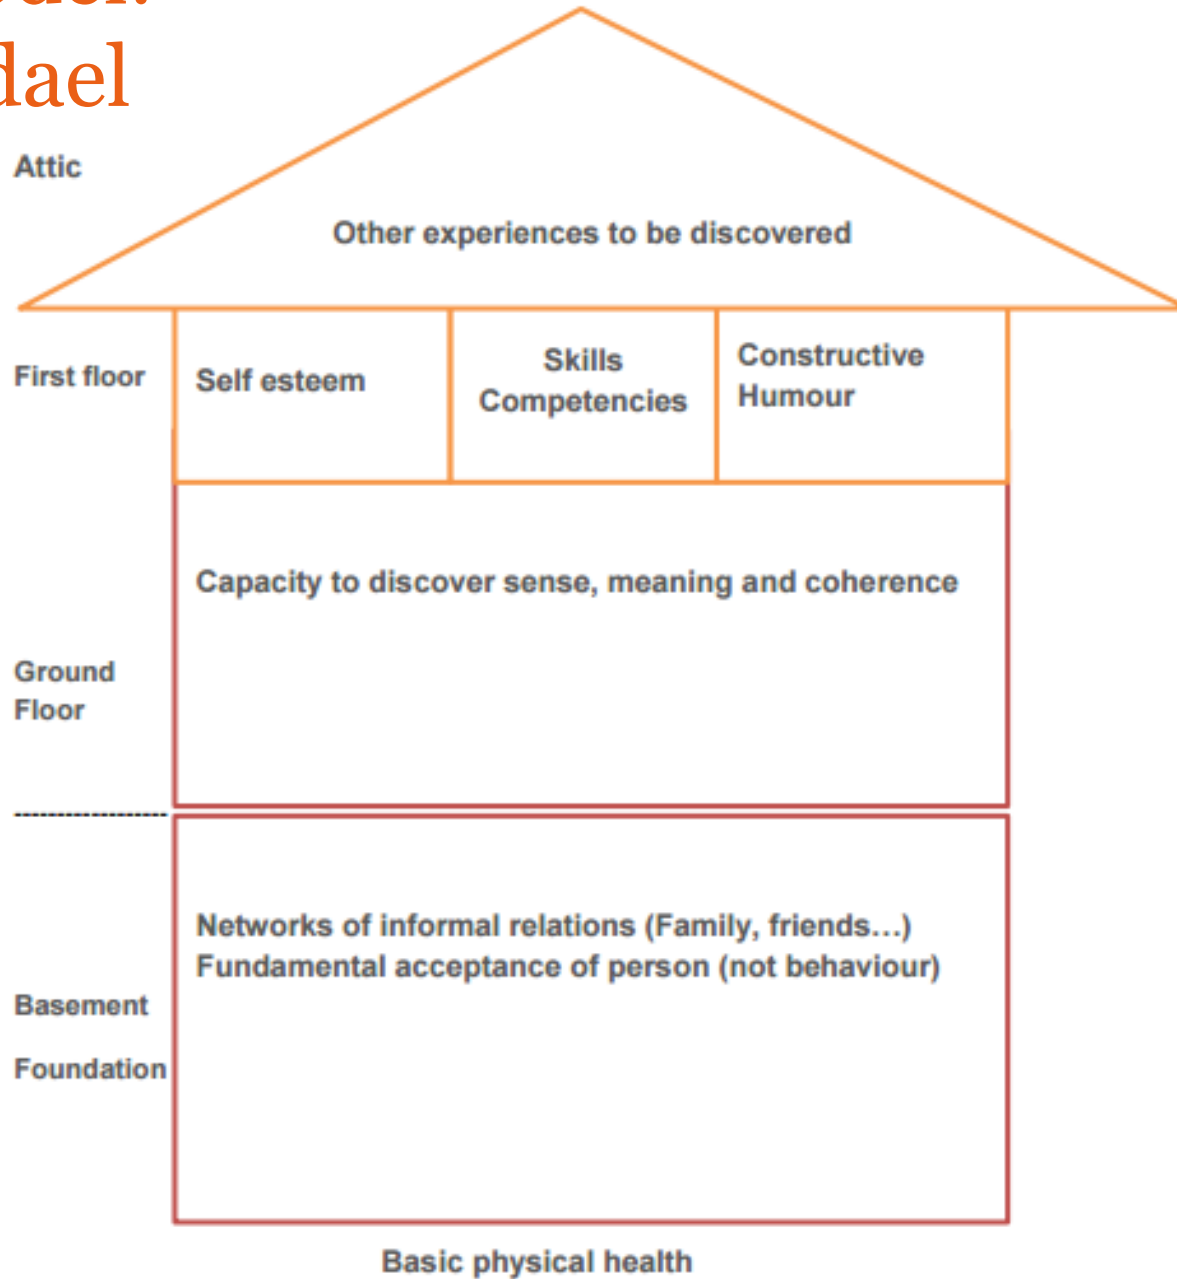 Attic
Other experiences to be discovered
First floor
Self esteem
Skills
Competencies
Constructive
Humour
Capacity to discover sense, meaning and coherence
Ground
Floor
-------------------
Networks of informal relations (Family, friends…)
Fundamental acceptance of person (not behaviour)
Basement
Foundation
Basic physical health